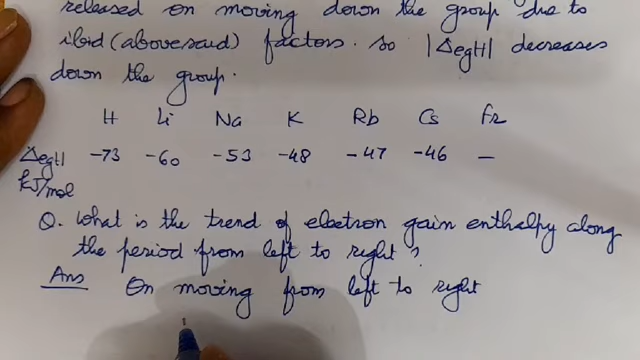 released on moving down the group due to
ibid (abovesaid) factors. so |ΔegH| decreases
down the group.
H Li Na K Rb Cs Fr
ΔegH -73 -60 -53 -48 -47 -46 —
kJ/mol
Q. What is the trend of electron gain enthalpy along
the period from left to right?
Ans On moving from left to right